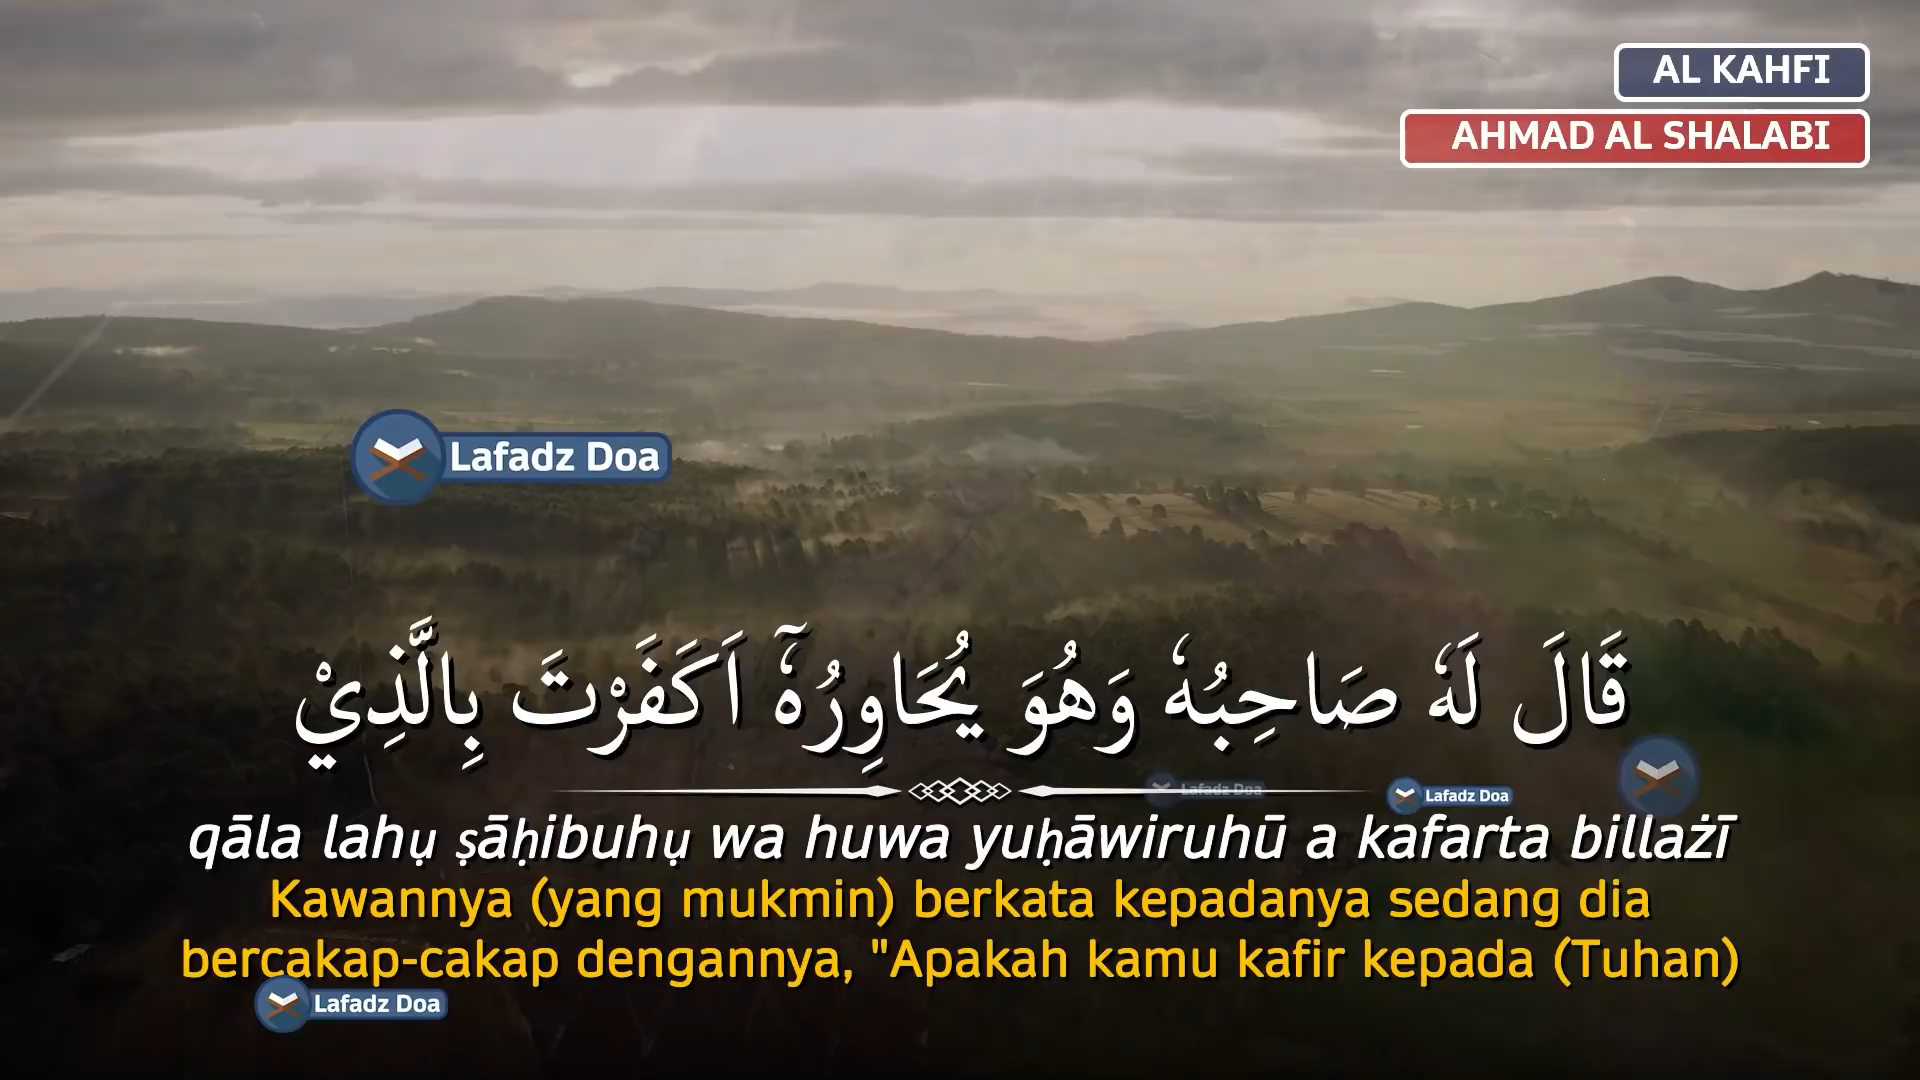 AL KAHFI
AHMAD AL SHALABI
Lafadz Doa
قَالَ لَهٗ صَاحِبُهٗ وَهُوَ يُحَاوِرُهٗٓ اَكَفَرْتَ بِالَّذِيْ
Lafadz Doa
Lafadz Doa
qāla lahụ ṣāḥibuhụ wa huwa yuḥāwiruhū a kafarta billażī
Kawannya (yang mukmin) berkata kepadanya sedang dia
bercakap-cakap dengannya, "Apakah kamu kafir kepada (Tuhan)
Lafadz Doa